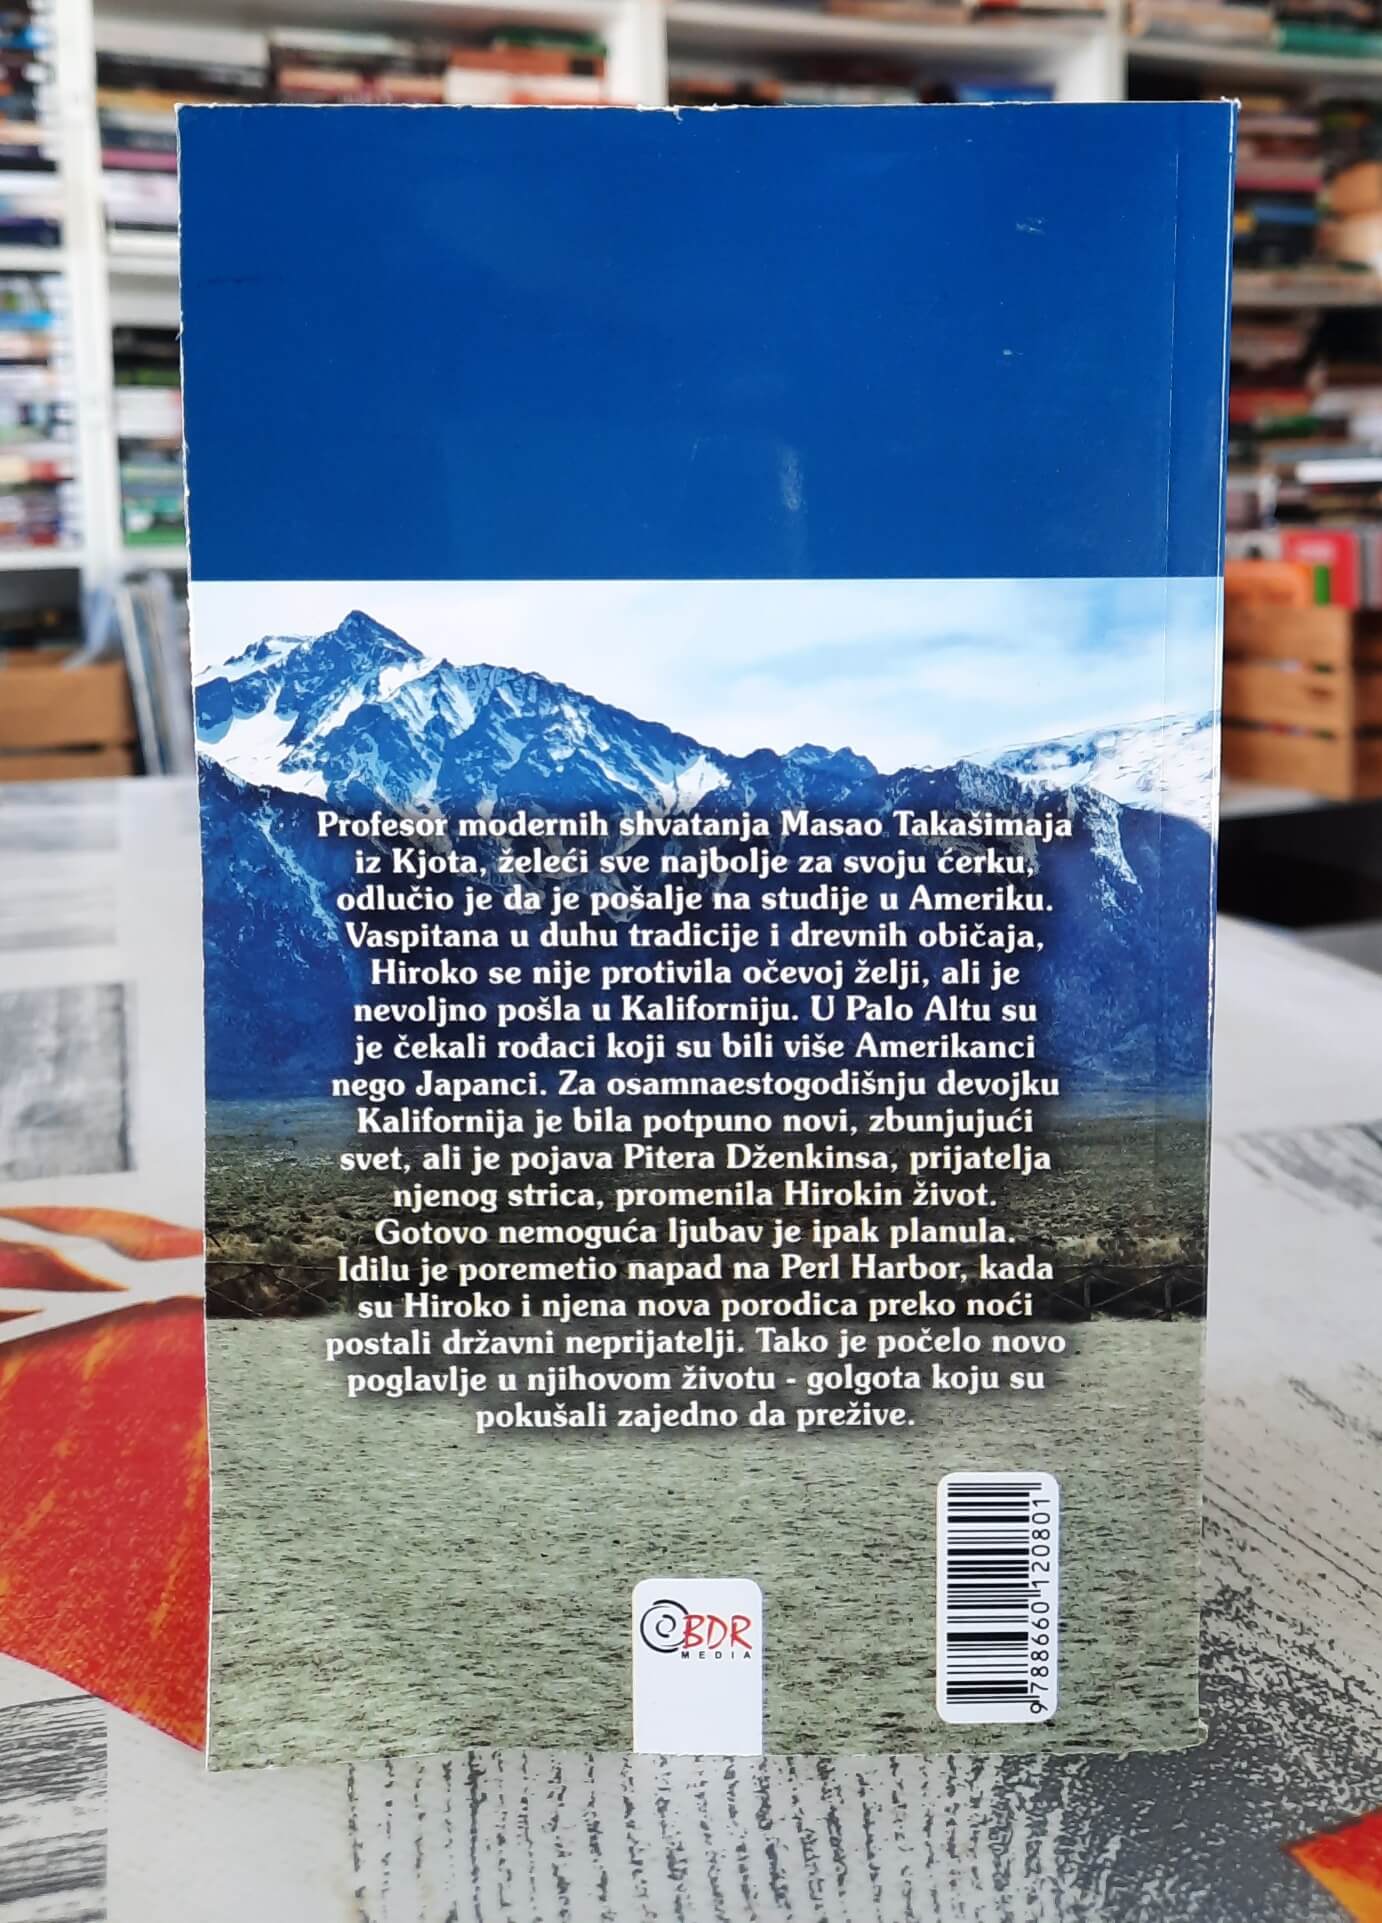 Profesor modernih shvatanja Masao Takašimaja
iz Kjota, želeći sve najbolje za svoju ćerku,
odlučio je da je pošalje na studije u Ameriku.
Vaspitana u duhu tradicije i drevnih običaja,
Hiroko se nije protivila očevoj želji, ali je
nevoljno pošla u Kaliforniju. U Palo Altu su
je čekali rođaci koji su bili više Amerikanci
nego Japanci. Za osamnaestogodišnju devojku
Kalifornija je bila potpuno novi, zbunjujući
svet, ali je pojava Pitera Dženkinsa, prijatelja
njenog strica, promenila Hirokin život.
Gotovo nemoguća ljubav je ipak planula.
Idilu je poremetio napad na Perl Harbor, kada
su Hiroko i njena nova porodica preko noći
postali državni neprijatelji. Tako je počelo novo
poglavlje u njihovom životu - golgota koju su
pokušali zajedno da prežive.
BDR
MEDIA
9788660120801